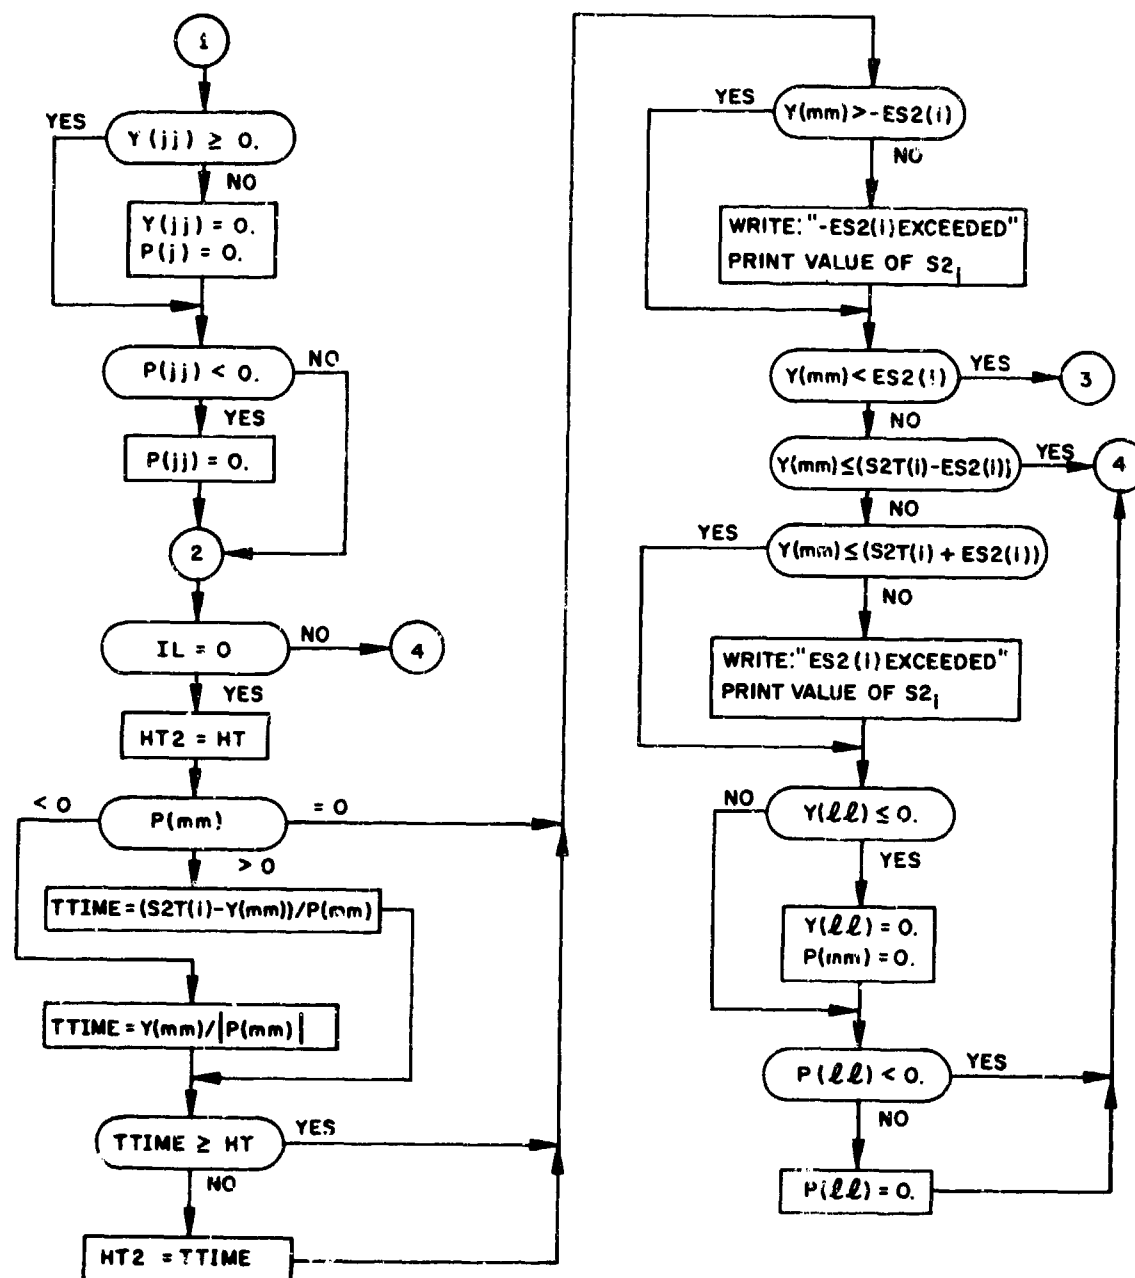 1
Y(jj) ≥ 0.
YES
NO
Y(jj) = 0.
P(j) = 0.
P(jj) < 0.
NO
YES
P(jj) = 0.
2
IL = 0
NO
4
YES
HT2 = HT
P(mm)
< 0
= 0
> 0
TTIME = (S2T(i)-Y(mm))/P(mm)
TTIME = Y(mm)/|P(mm)|
TTIME ≥ HT
YES
NO
HT2 = TTIME
YES
Y(mm) > -ES2(i)
NO
WRITE: "-ES2(i) EXCEEDED"
PRINT VALUE OF S2i
Y(mm) < ES2(i)
YES
3
NO
Y(mm) ≤ (S2T(i)-ES2(i))
YES
4
NO
YES
Y(mm) ≤ (S2T(i) + ES2(i))
NO
WRITE: "ES2(i) EXCEEDED"
PRINT VALUE OF S2i
NO
Y(ℓℓ) ≤ 0.
YES
Y(ℓℓ) = 0.
P(mm) = 0.
P(ℓℓ) < 0.
YES
NO
P(ℓℓ) = 0.